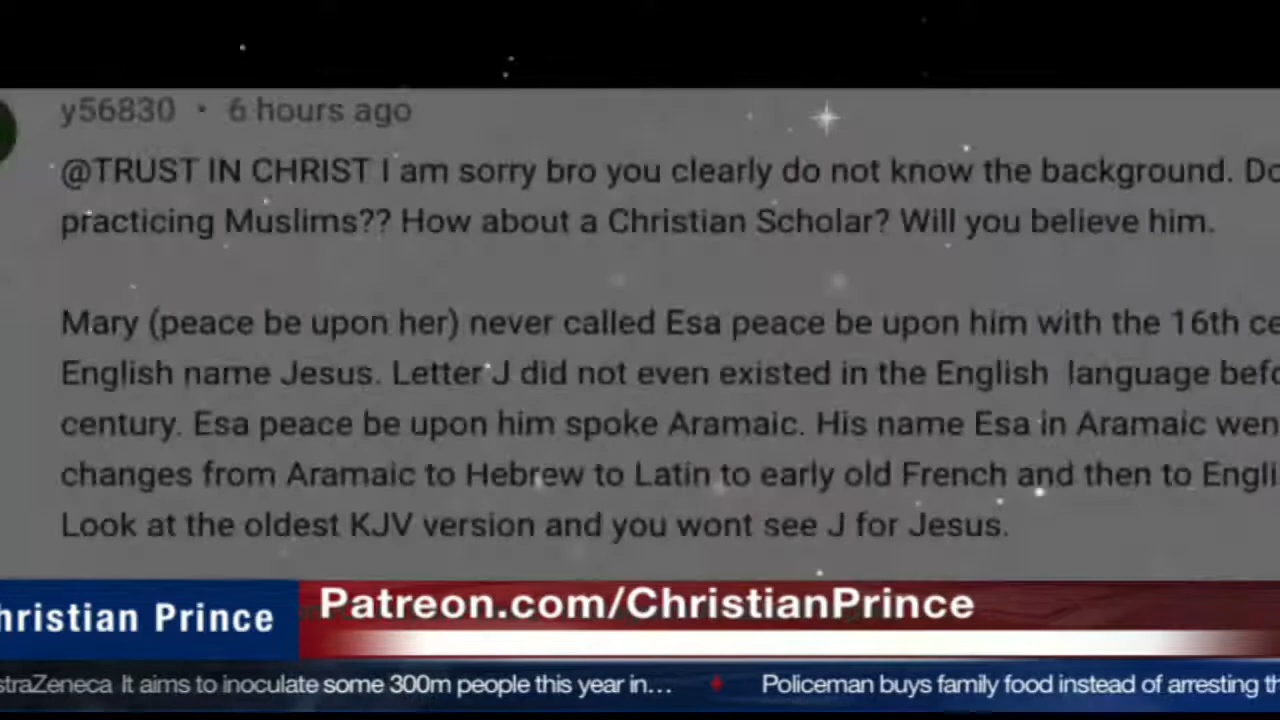 y56830 · 6 hours ago
@TRUST IN CHRIST I am sorry bro you clearly do not know the background. Do
practicing Muslims?? How about a Christian Scholar? Will you believe him.
Mary (peace be upon her) never called Esa peace be upon him with the 16th ce
English name Jesus. Letter J did not even existed in the English language befo
century. Esa peace be upon him spoke Aramaic. His name Esa in Aramaic wen
changes from Aramaic to Hebrew to Latin to early old French and then to Engli
Look at the oldest KJV version and you wont see J for Jesus.
hristian Prince
Patreon.com/ChristianPrince
straZeneca It aims to inoculate some 300m people this year in… ♦ Policeman buys family food instead of arresting th